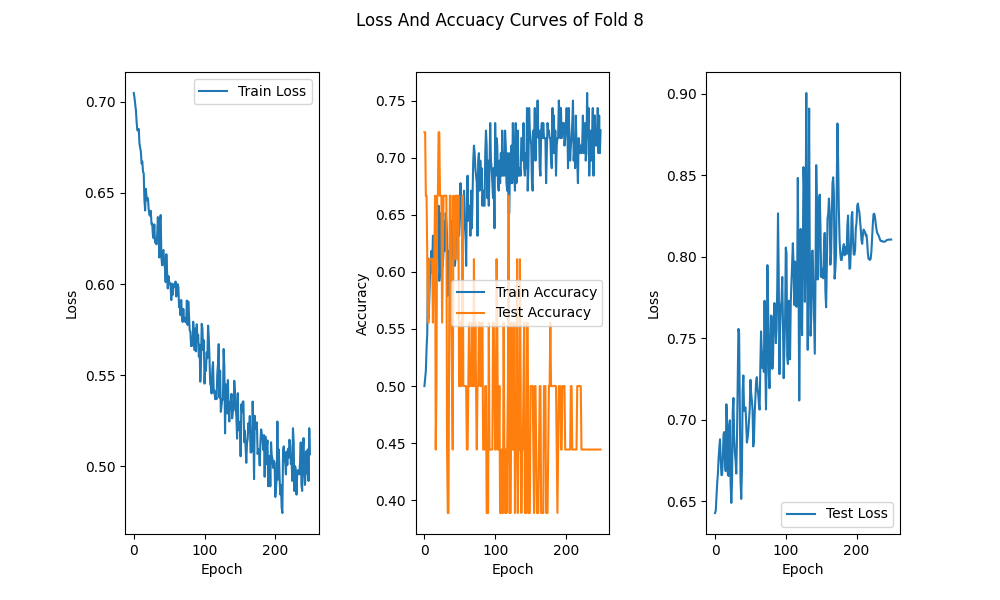 Loss And Accuacy Curves of Fold 8
Train Loss
0.70
0.65
0.60
0.55
0.50
Loss
0 100 200
Epoch
0.75
0.70
0.65
0.60
0.55
0.50
0.45
0.40
Accuracy
Train Accuracy
Test Accuracy
0 100 200
Epoch
0.90
0.85
0.80
0.75
0.70
0.65
Loss
Test Loss
0 100 200
Epoch